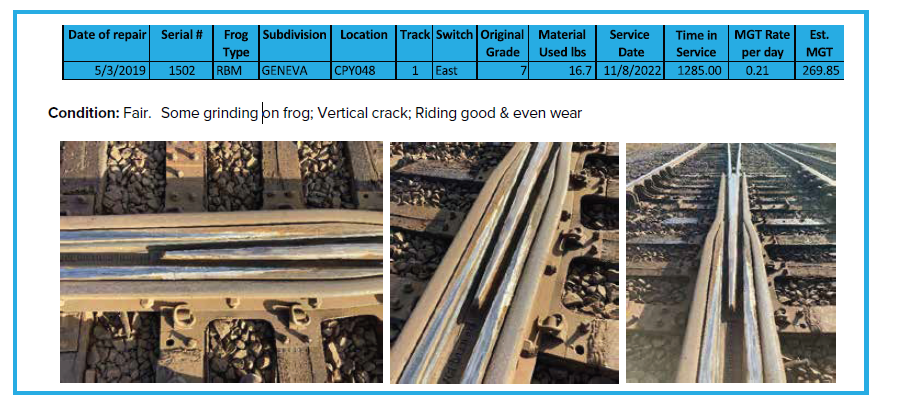 Date of repair Serial # Frog Type Subdivision Location Track Switch Original Grade Material Used lbs Service Date Time in Service MGT Rate per day Est. MGT
5/3/2019 1502 RBM GENEVA CPY048 1 East 7 16.7 11/8/2022 1285.00 0.21 269.85
Condition: Fair. Some grinding on frog; Vertical crack; Riding good & even wear